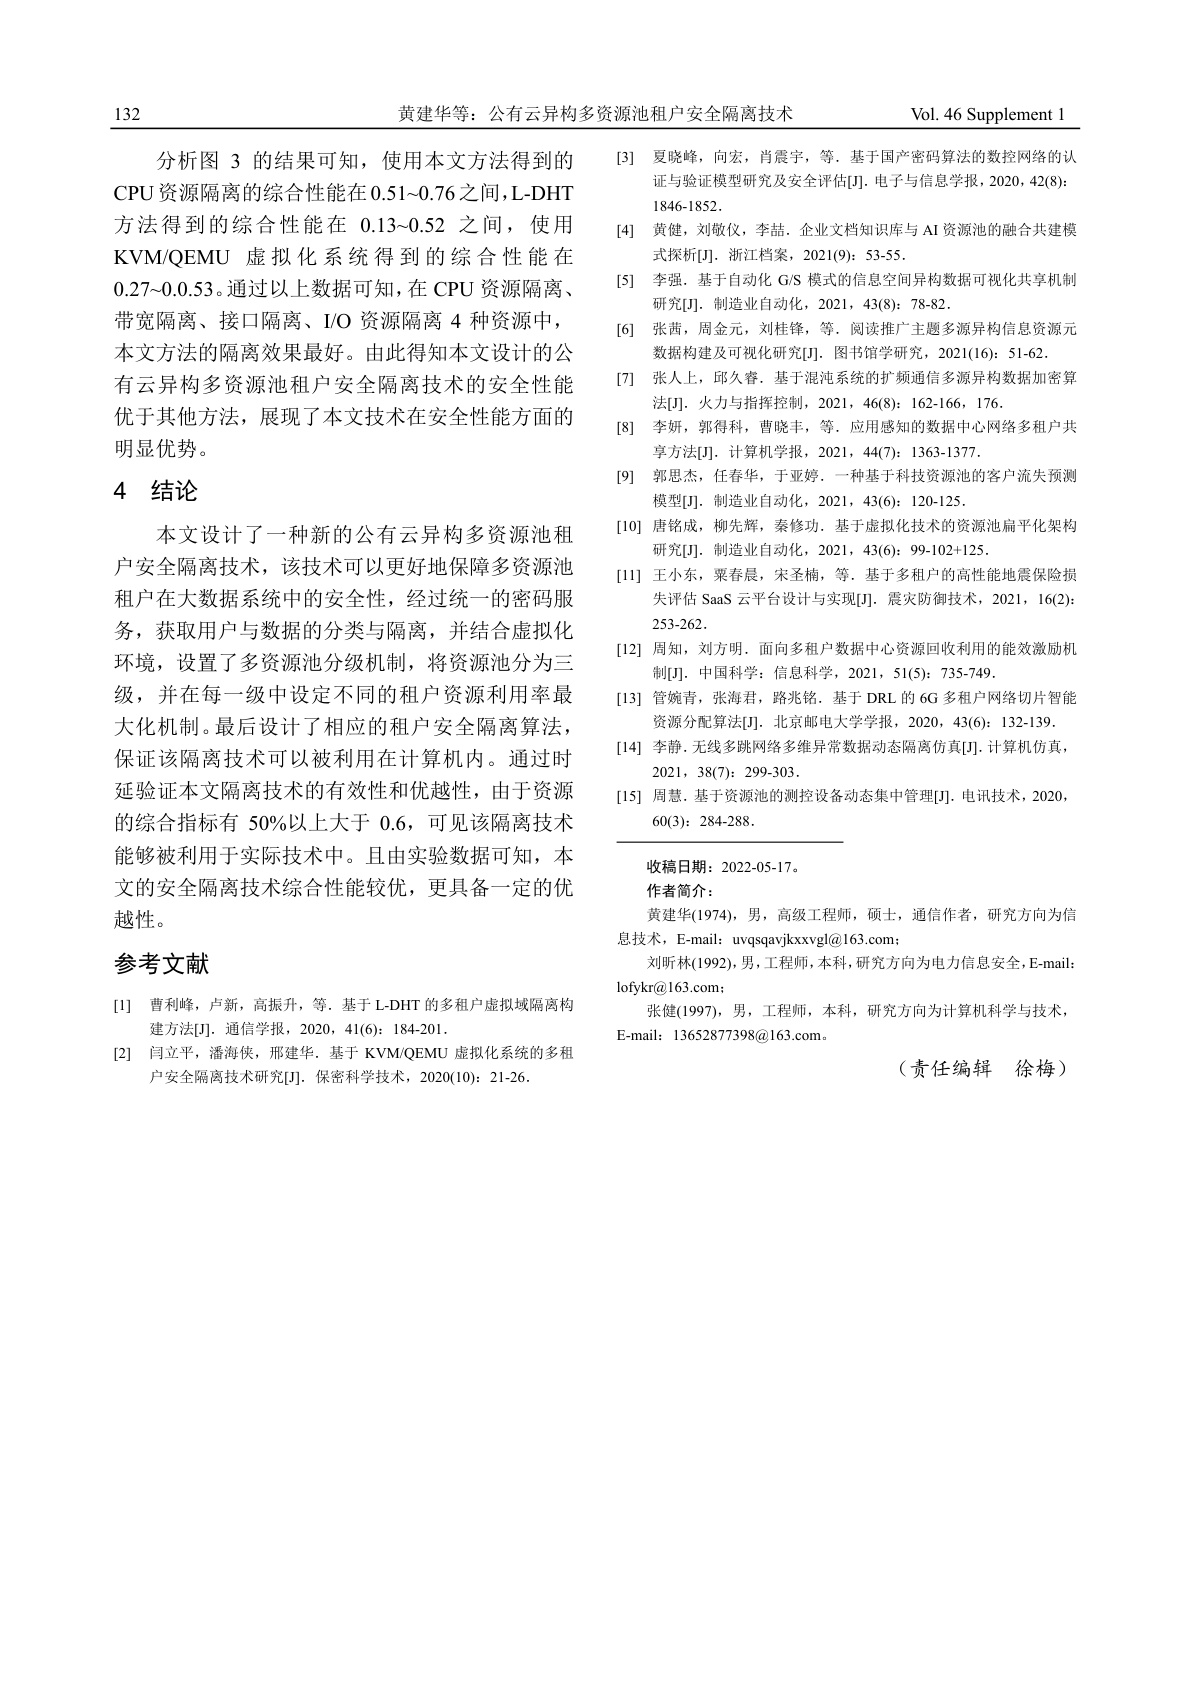 132 黄建华等：公有云异构多资源池租户安全隔离技术 Vol. 46 Supplement 1
分析图 3 的结果可知，使用本文方法得到的
CPU 资源隔离的综合性能在 0.51~0.76 之间，L-DHT
方法得到的综合性能在 0.13~0.52 之间，使用
KVM/QEMU 虚拟化系统得到的综合性能在
0.27~0.0.53。通过以上数据可知，在 CPU 资源隔离、
带宽隔离、接口隔离、I/O 资源隔离 4 种资源中，
本文方法的隔离效果最好。由此得知本文设计的公
有云异构多资源池租户安全隔离技术的安全性能
优于其他方法，展现了本文技术在安全性能方面的
明显优势。
4 结论
本文设计了一种新的公有云异构多资源池租
户安全隔离技术，该技术可以更好地保障多资源池
租户在大数据系统中的安全性，经过统一的密码服
务，获取用户与数据的分类与隔离，并结合虚拟化
环境，设置了多资源池分级机制，将资源池分为三
级，并在每一级中设定不同的租户资源利用率最
大化机制。最后设计了相应的租户安全隔离算法，
保证该隔离技术可以被利用在计算机内。通过时
延验证本文隔离技术的有效性和优越性，由于资源
的综合指标有 50%以上大于 0.6，可见该隔离技术
能够被利用于实际技术中。且由实验数据可知，本
文的安全隔离技术综合性能较优，更具备一定的优
越性。
参考文献
[1] 曹利峰，卢新，高振升，等．基于 L-DHT 的多租户虚拟域隔离构
建方法[J]．通信学报，2020，41(6)：184-201．
[2] 闫立平，潘海侠，邢建华．基于 KVM/QEMU 虚拟化系统的多租
户安全隔离技术研究[J]．保密科学技术，2020(10)：21-26．
[3] 夏晓峰，向宏，肖震宇，等．基于国产密码算法的数控网络的认
证与验证模型研究及安全评估[J]．电子与信息学报，2020，42(8)：
1846-1852．
[4] 黄健，刘敬仪，李喆．企业文档知识库与 AI 资源池的融合共建模
式探析[J]．浙江档案，2021(9)：53-55．
[5] 李强．基于自动化 G/S 模式的信息空间异构数据可视化共享机制
研究[J]．制造业自动化，2021，43(8)：78-82．
[6] 张茜，周金元，刘桂锋，等．阅读推广主题多源异构信息资源元
数据构建及可视化研究[J]．图书馆学研究，2021(16)：51-62．
[7] 张人上，邱久睿．基于混沌系统的扩频通信多源异构数据加密算
法[J]．火力与指挥控制，2021，46(8)：162-166，176．
[8] 李妍，郭得科，曹晓丰，等．应用感知的数据中心网络多租户共
享方法[J]．计算机学报，2021，44(7)：1363-1377．
[9] 郭思杰，任春华，于亚婷．一种基于科技资源池的客户流失预测
模型[J]．制造业自动化，2021，43(6)：120-125．
[10] 唐铭成，柳先辉，秦修功．基于虚拟化技术的资源池扁平化架构
研究[J]．制造业自动化，2021，43(6)：99-102+125．
[11] 王小东，粟春晨，宋圣楠，等．基于多租户的高性能地震保险损
失评估 SaaS 云平台设计与实现[J]．震灾防御技术，2021，16(2)：
253-262．
[12] 周知，刘方明．面向多租户数据中心资源回收利用的能效激励机
制[J]．中国科学：信息科学，2021，51(5)：735-749．
[13] 管婉青，张海君，路兆铭．基于 DRL 的 6G 多租户网络切片智能
资源分配算法[J]．北京邮电大学学报，2020，43(6)：132-139．
[14] 李静．无线多跳网络多维异常数据动态隔离仿真[J]．计算机仿真，
2021，38(7)：299-303．
[15] 周慧．基于资源池的测控设备动态集中管理[J]．电讯技术，2020，
60(3)：284-288．
收稿日期：2022-05-17。
作者简介：
黄建华(1974)，男，高级工程师，硕士，通信作者，研究方向为信
息技术，E-mail：uvqsqavjkxxvgl@163.com；
刘昕林(1992)，男，工程师，本科，研究方向为电力信息安全，E-mail：
lofykr@163.com；
张健(1997)，男，工程师，本科，研究方向为计算机科学与技术，
E-mail：13652877398@163.com。
（责任编辑 徐梅）